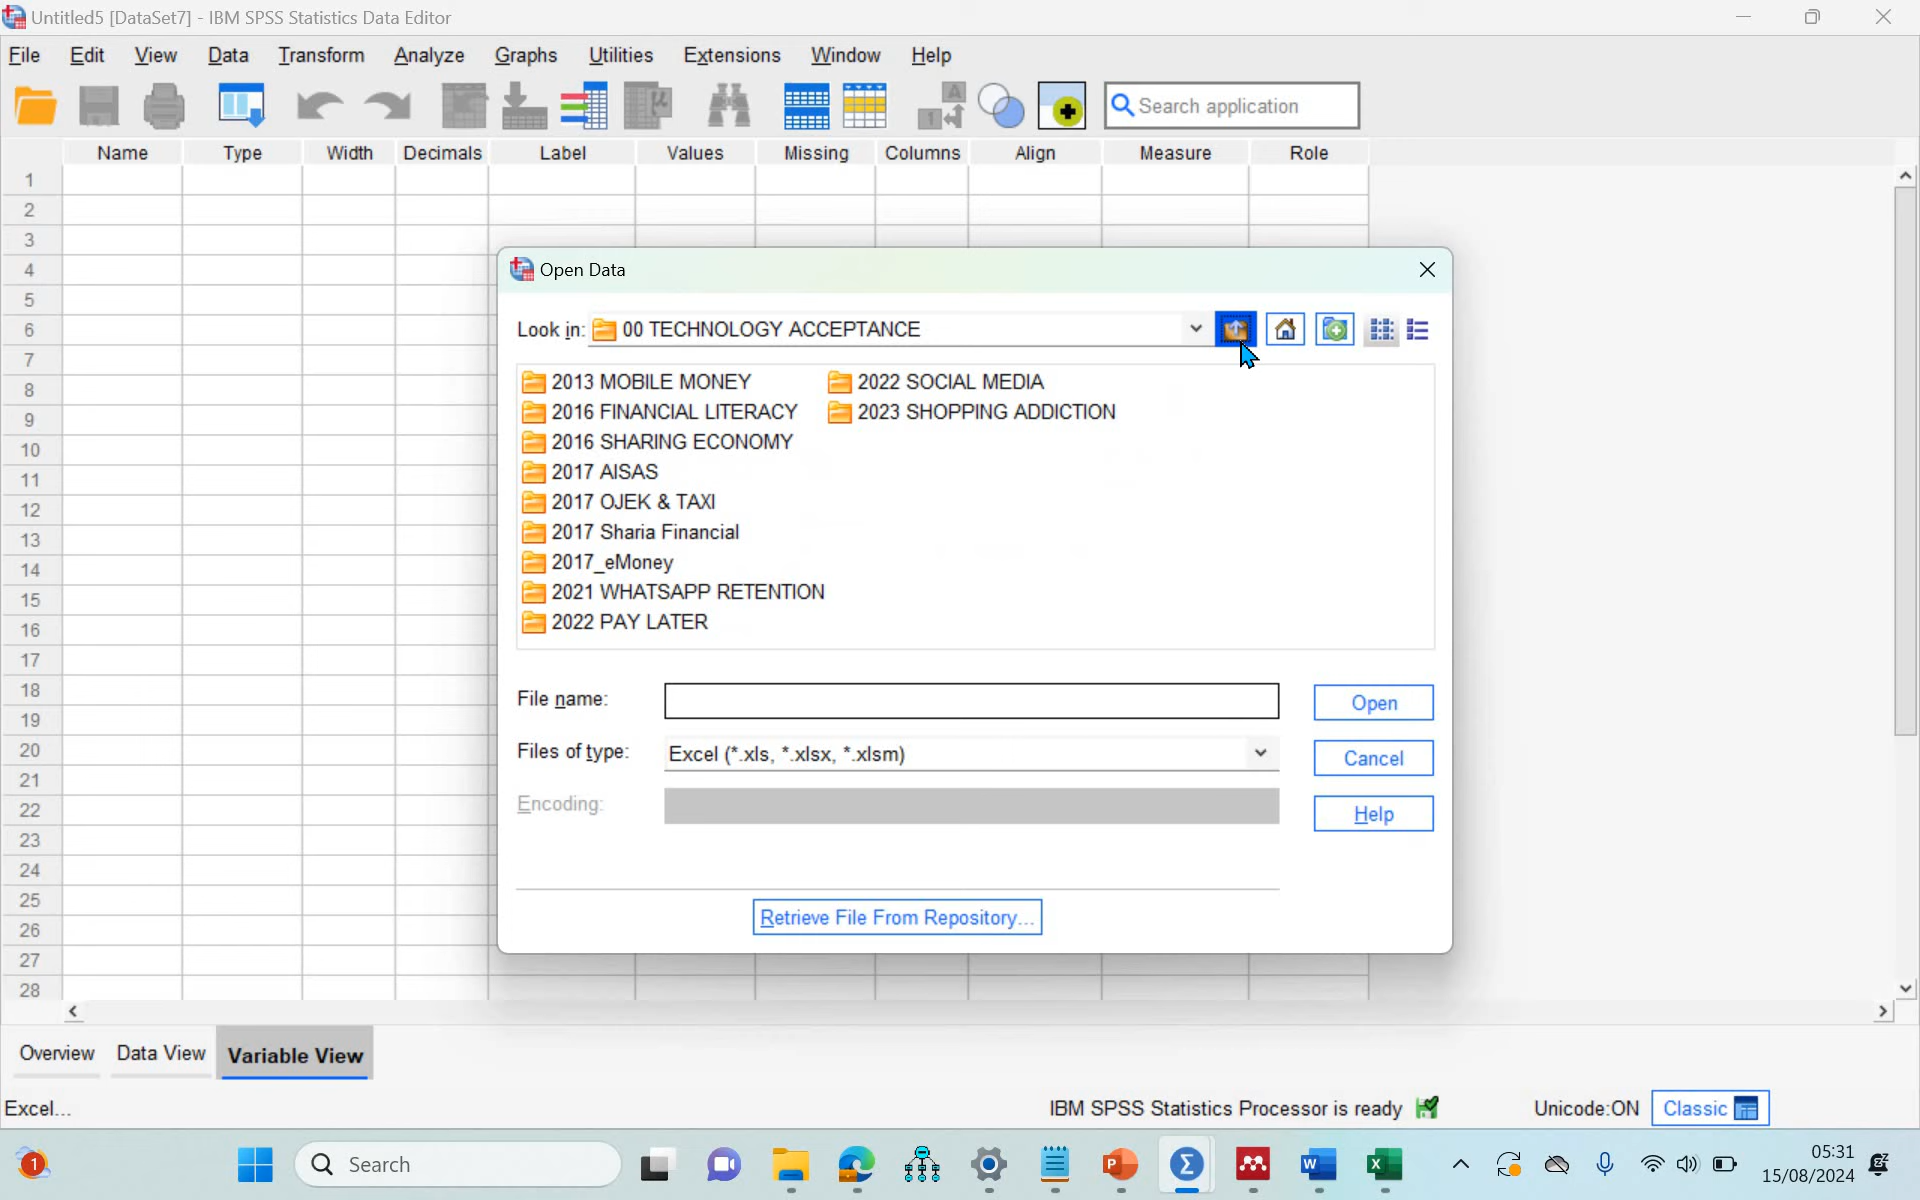 Untitled5 [DataSet7] - IBM SPSS Statistics Data Editor
File Edit View Data Transform Analyze Graphs Utilities Extensions Window Help
Search application
Name Type Width Decimals Label Values Missing Columns Align Measure Role
1
2
3
4
5
6
7
8
9
10
11
12
13
14
15
16
17
18
19
20
21
22
23
24
25
26
27
28
Open Data
Look in: 00 TECHNOLOGY ACCEPTANCE
2013 MOBILE MONEY
2016 FINANCIAL LITERACY
2016 SHARING ECONOMY
2017 AISAS
2017 OJEK & TAXI
2017 Sharia Financial
2017_eMoney
2021 WHATSAPP RETENTION
2022 PAY LATER
2022 SOCIAL MEDIA
2023 SHOPPING ADDICTION
File name: Open
Files of type: Excel (*.xls, *.xlsx, *.xlsm) Cancel
Encoding: Help
Retrieve File From Repository...
Overview Data View Variable View
Excel... IBM SPSS Statistics Processor is ready Unicode:ON Classic
1 Search 05:31
15/08/2024